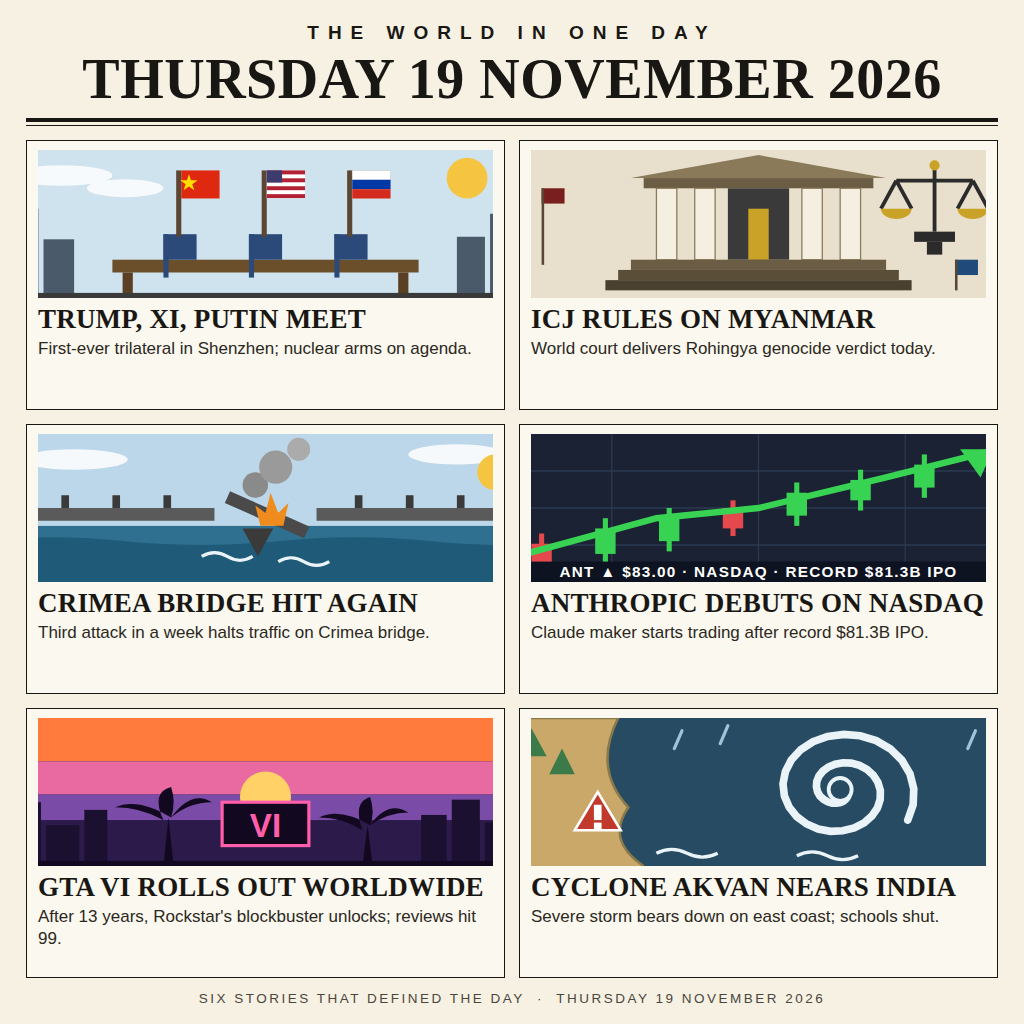 THE WORLD IN ONE DAY
THURSDAY 19 NOVEMBER 2026
TRUMP, XI, PUTIN MEET
First-ever trilateral in Shenzhen; nuclear arms on agenda.
ICJ RULES ON MYANMAR
World court delivers Rohingya genocide verdict today.
CRIMEA BRIDGE HIT AGAIN
Third attack in a week halts traffic on Crimea bridge.
ANT ▲ $83.00 · NASDAQ · RECORD $81.3B IPO
ANTHROPIC DEBUTS ON NASDAQ
Claude maker starts trading after record $81.3B IPO.
VI
GTA VI ROLLS OUT WORLDWIDE
After 13 years, Rockstar's blockbuster unlocks; reviews hit
99.
CYCLONE AKVAN NEARS INDIA
Severe storm bears down on east coast; schools shut.
SIX STORIES THAT DEFINED THE DAY · THURSDAY 19 NOVEMBER 2026